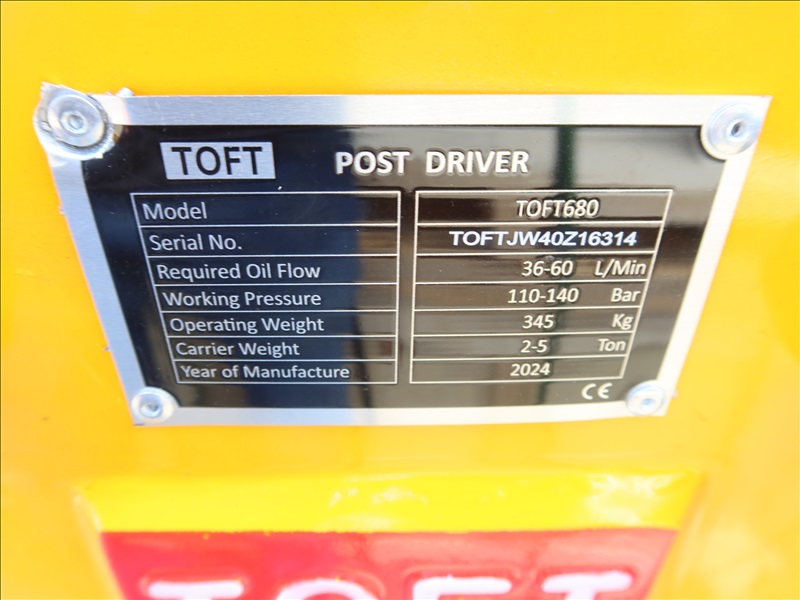 TOFT POST DRIVER
Model TOFT680
Serial No. TOFTJW40Z16314
Required Oil Flow 36-60 L/Min
Working Pressure 110-140 Bar
Operating Weight 345 Kg
Carrier Weight 2-5 Ton
Year of Manufacture 2024
CE
TOFT